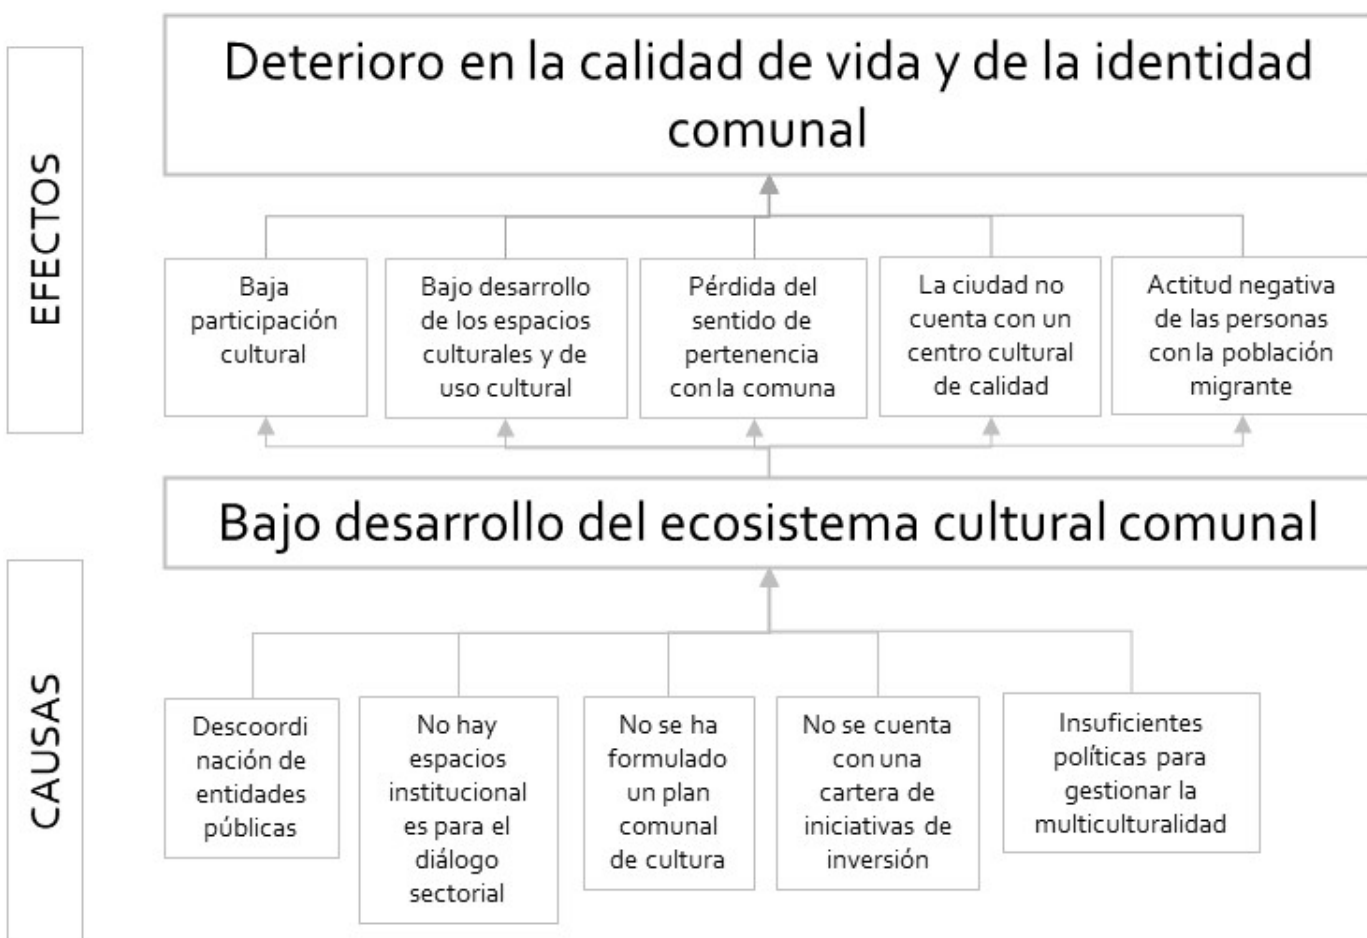 EFECTOS
Deterioro en la calidad de vida y de la identidad
comunal
Baja
participación
cultural
Bajo desarrollo
de los espacios
culturales y de
uso cultural
Pérdida del
sentido de
pertenencia
con la comuna
La ciudad no
cuenta con un
centro cultural
de calidad
Actitud negativa
de las personas
con la población
migrante
Bajo desarrollo del ecosistema cultural comunal
CAUSAS
Descoordi
nación de
entidades
públicas
No hay
espacios
institucional
es para el
diálogo
sectorial
No se ha
formulado
un plan
comunal
de cultura
No se cuenta
con una
cartera de
iniciativas de
inversión
Insuficientes
políticas para
gestionar la
multiculturalidad